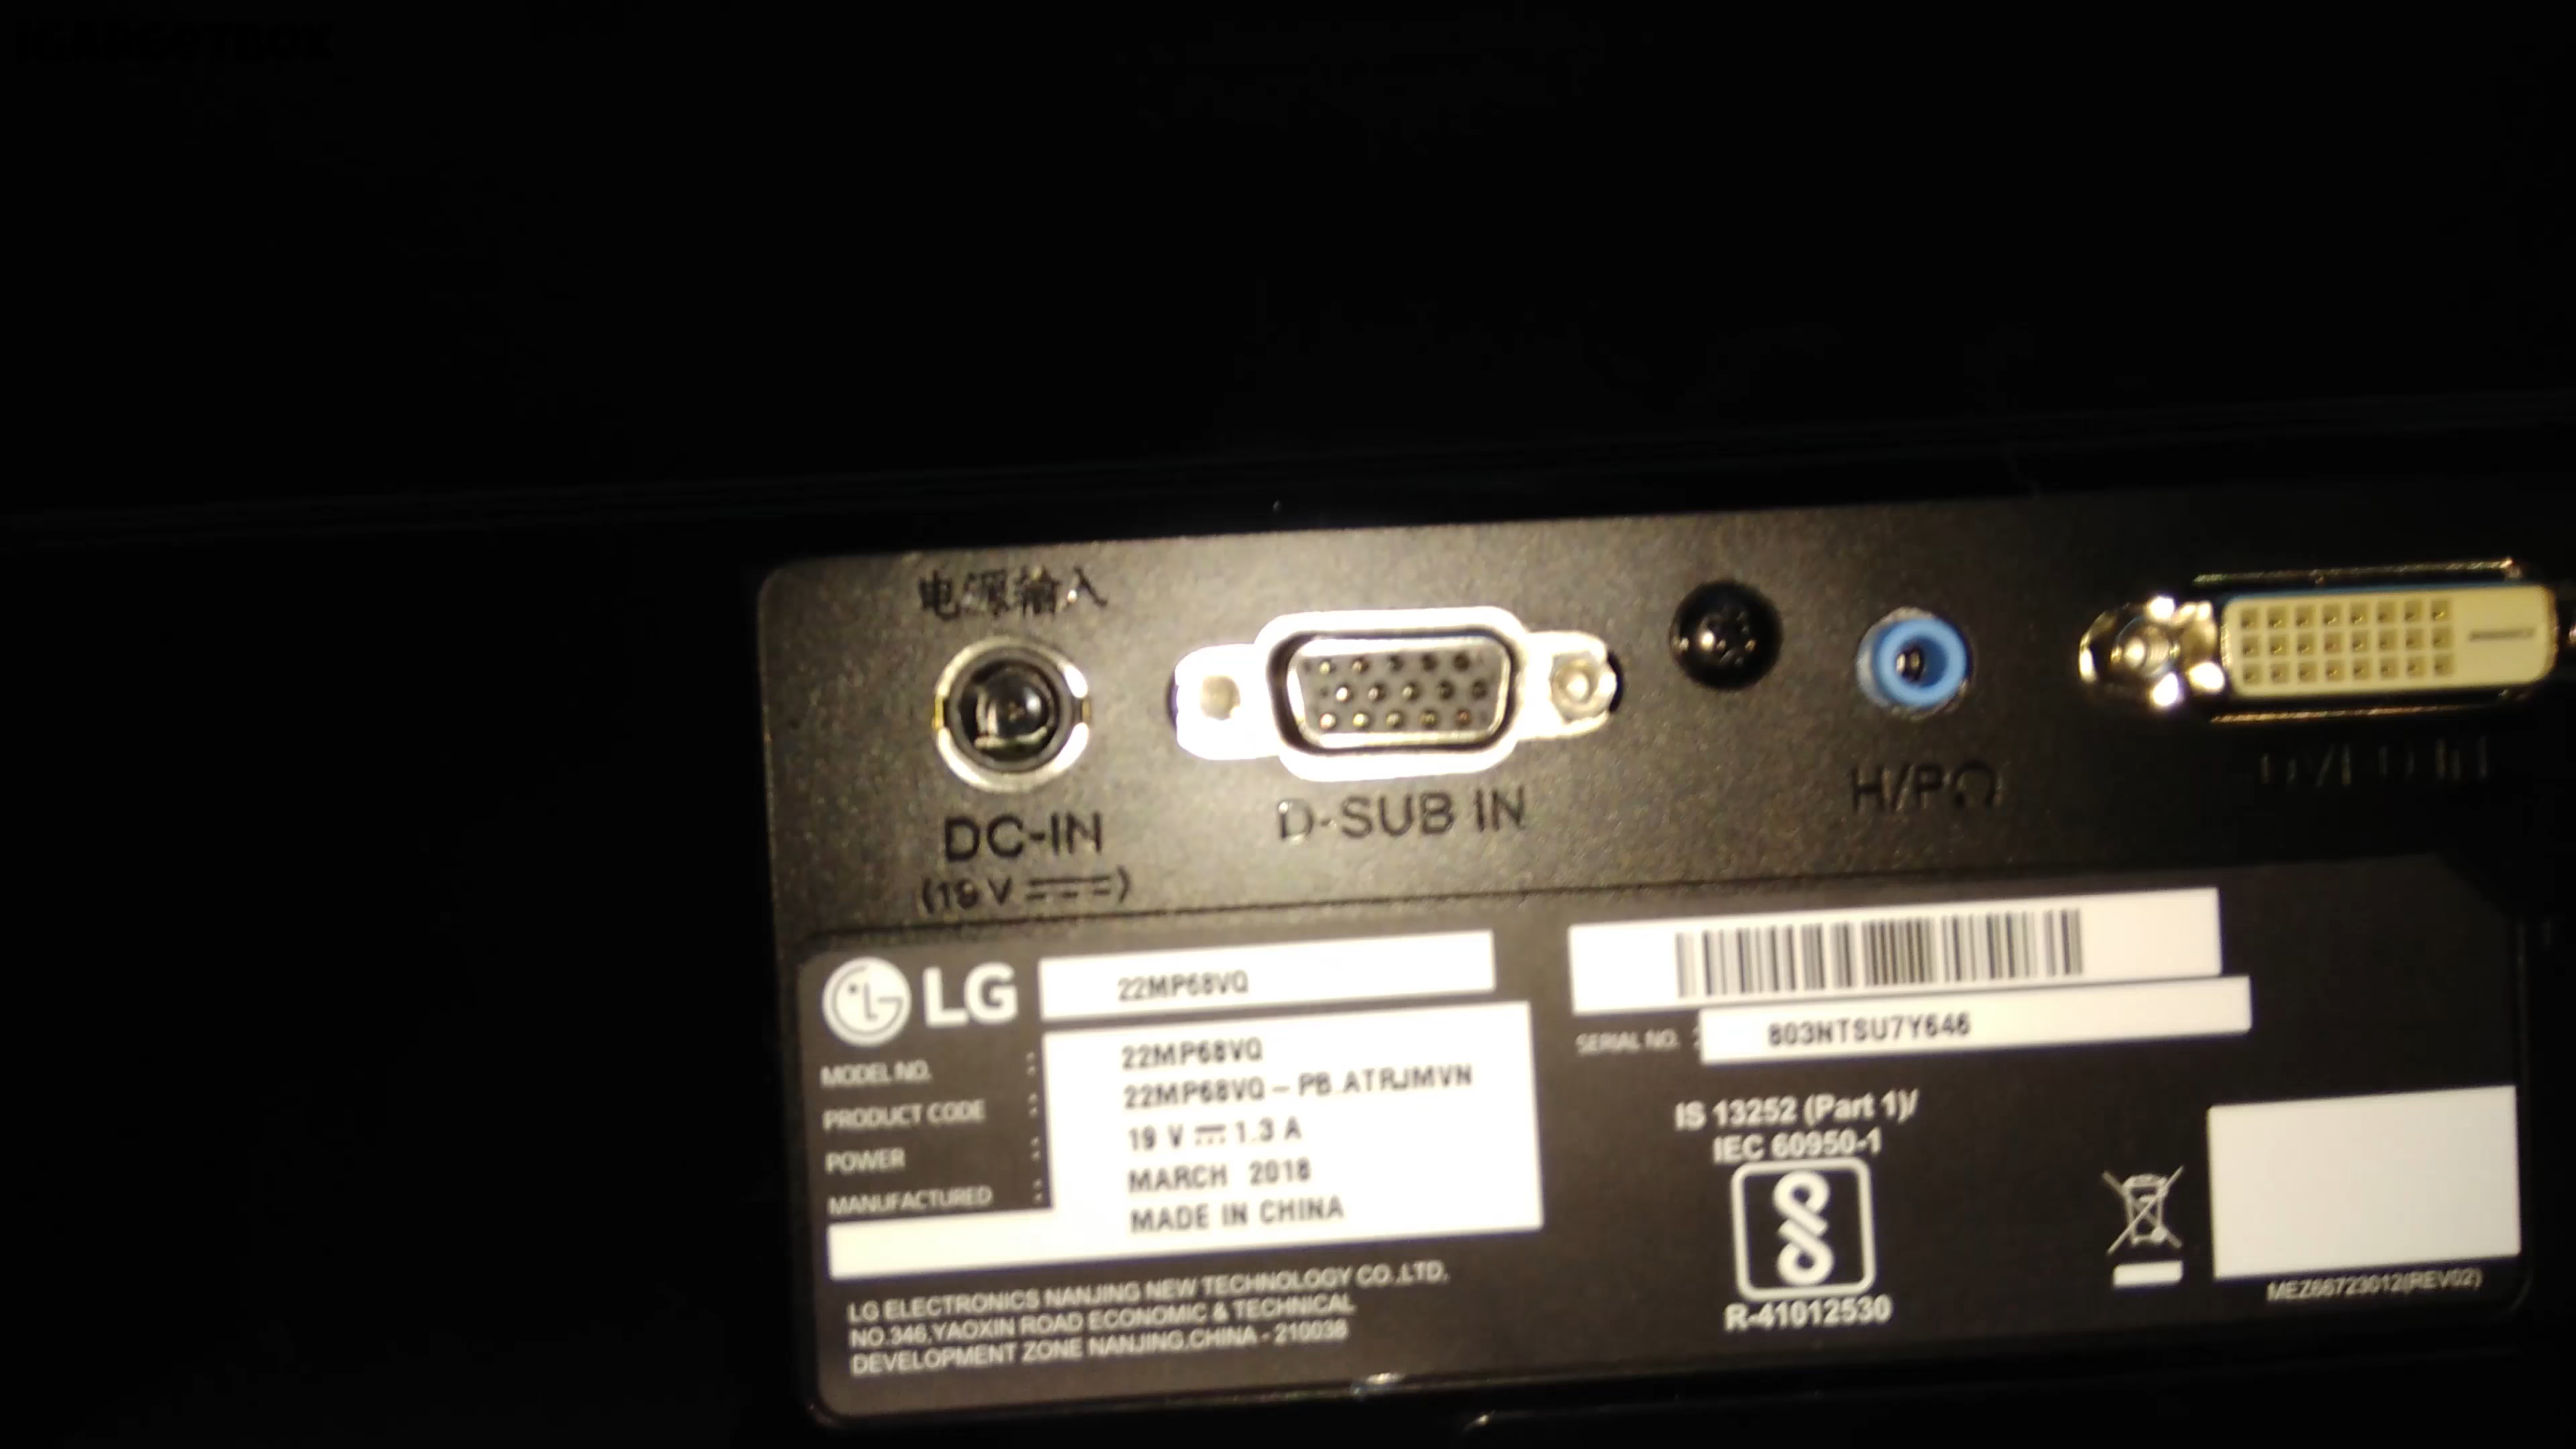 电源输入
DC-IN
(19 V ⎓)
D-SUB IN
H/P
LG
22MP68VQ
MODEL NO. : 22MP68VQ
PRODUCT CODE : 22MP68VQ - PB.ATRJMVN
POWER : 19 V ⎓ 1.3 A
MANUFACTURED : MARCH 2018
MADE IN CHINA
LG ELECTRONICS NANJING NEW TECHNOLOGY CO.,LTD.
NO.346,YAOXIN ROAD ECONOMIC & TECHNICAL
DEVELOPMENT ZONE NANJING,CHINA - 210038
SERIAL NO. : 803NTSU7Y646
IS 13252 (Part 1)/
IEC 60950-1
R-41012530
MEZ66723012(REV02)